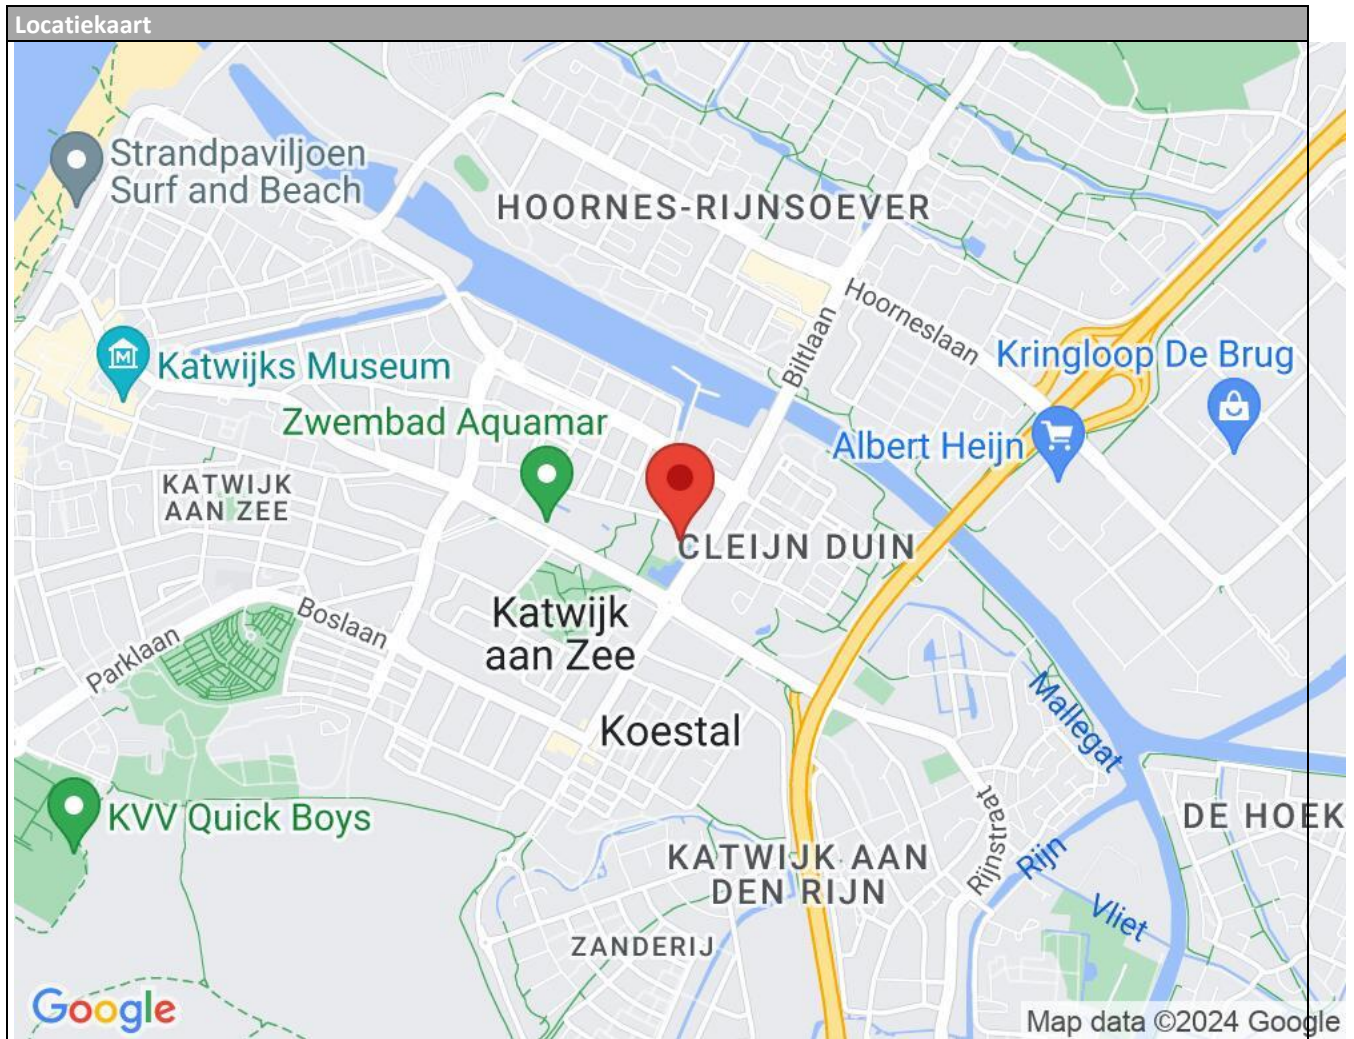 Locatiekaart
Strandpaviljoen
Surf and Beach
HOORNES-RIJNSOEVER
Hoorneslaan
Biltlaan
Kringloop De Brug
Katwijks Museum
Zwembad Aquamar
Albert Heijn
KATWIJK
AAN ZEE
CLEIJN DUIN
Katwijk
aan Zee
Boslaan
Parklaan
Mallegat
Koestal
KVV Quick Boys
DE HOEK
Rijnstraat
Rijn
KATWIJK AAN
DEN RIJN
Vliet
ZANDERIJ
Google
Map data ©2024 Google